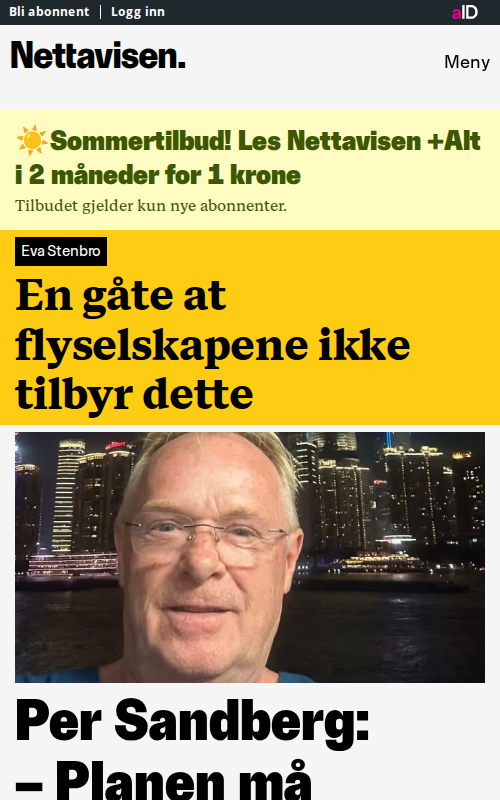 Bli abonnent | Logg inn
aID
Nettavisen.
Meny
☀️Sommertilbud! Les Nettavisen +Alt
i 2 måneder for 1 krone
Tilbudet gjelder kun nye abonnenter.
Eva Stenbro
En gåte at
flyselskapene ikke
tilbyr dette
Per Sandberg:
– Planen må